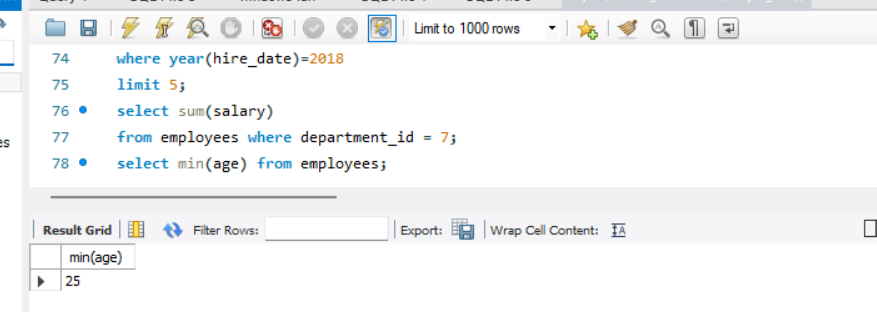 Limit to 1000 rows
74 where year(hire_date)=2018
75 limit 5;
76 select sum(salary)
77 from employees where department_id = 7;
78 select min(age) from employees;
es
Result Grid Filter Rows: Export: Wrap Cell Content:
min(age)
25